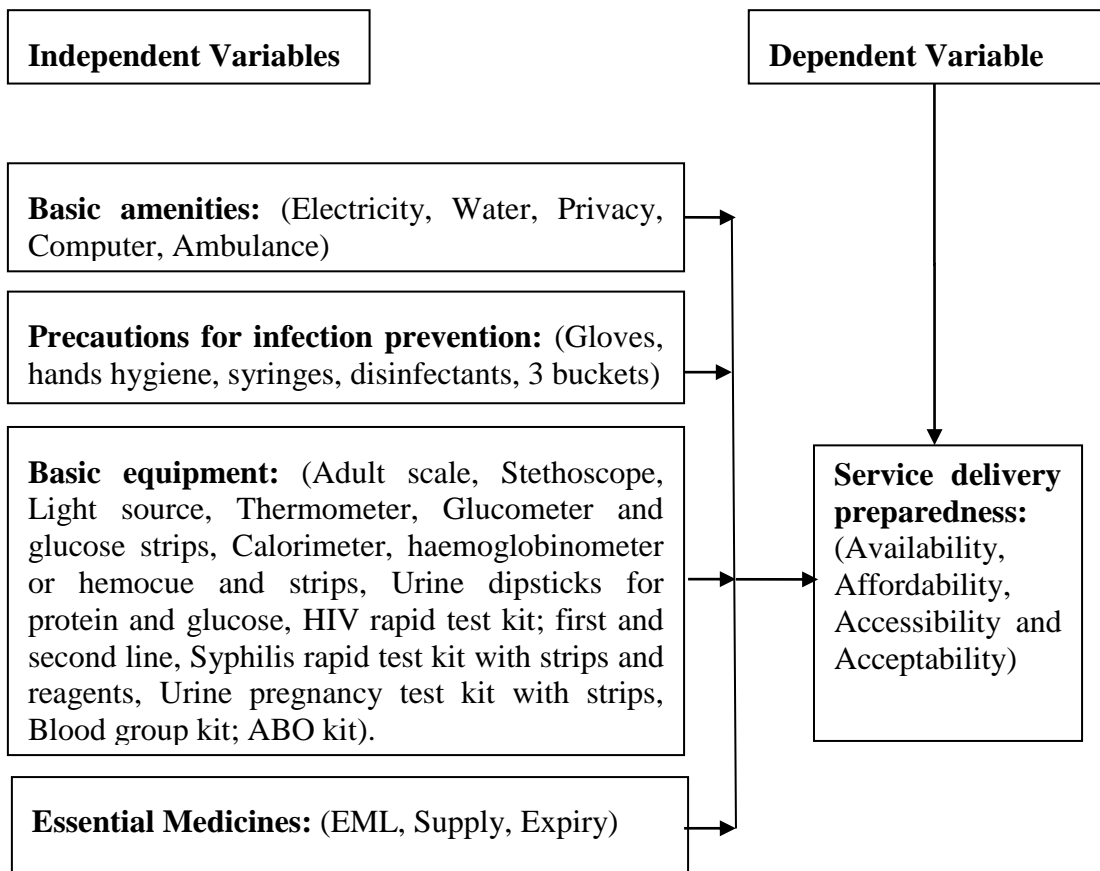 Independent Variables
Dependent Variable
Basic amenities: (Electricity, Water, Privacy,
Computer, Ambulance)
Precautions for infection prevention: (Gloves,
hands hygiene, syringes, disinfectants, 3 buckets)
Basic equipment: (Adult scale, Stethoscope,
Light source, Thermometer, Glucometer and
glucose strips, Calorimeter, haemoglobinometer
or hemocue and strips, Urine dipsticks for
protein and glucose, HIV rapid test kit; first and
second line, Syphilis rapid test kit with strips and
reagents, Urine pregnancy test kit with strips,
Blood group kit; ABO kit).
Essential Medicines: (EML, Supply, Expiry)
Service delivery
preparedness:
(Availability,
Affordability,
Accessibility and
Acceptability)